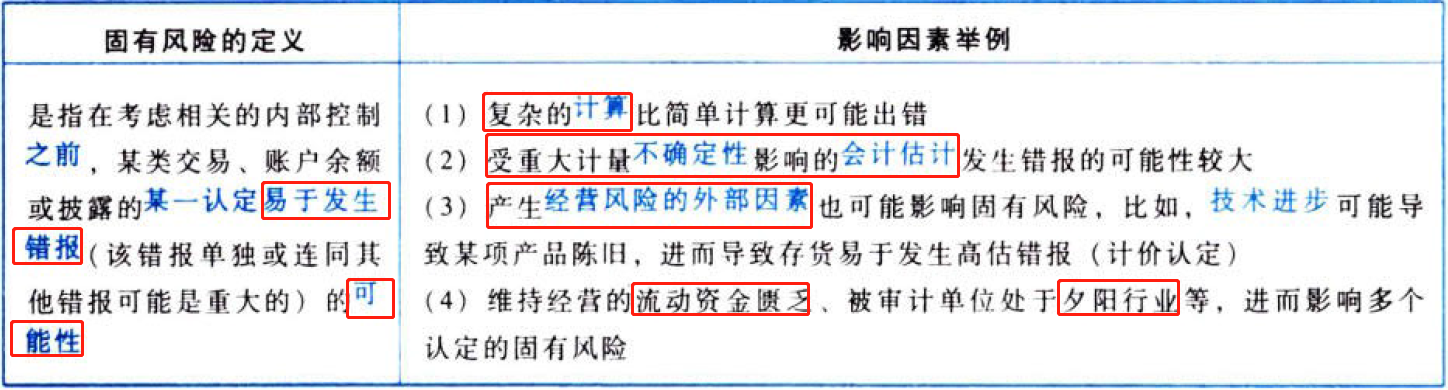 固有风险的定义
影响因素举例
是指在考虑相关的内部控制
之前，某类交易、账户余额
或披露的某一认定易于发生
错报（该错报单独或连同其
他错报可能是重大的）的可
能性
（1）复杂的计算比简单计算更可能出错
（2）受重大计量不确定性影响的会计估计发生错报的可能性较大
（3）产生经营风险的外部因素也可能影响固有风险，比如，技术进步可能导
致某项产品陈旧，进而导致存货易于发生高估错报（计价认定）
（4）维持经营的流动资金匮乏、被审计单位处于夕阳行业等，进而影响多个
认定的固有风险